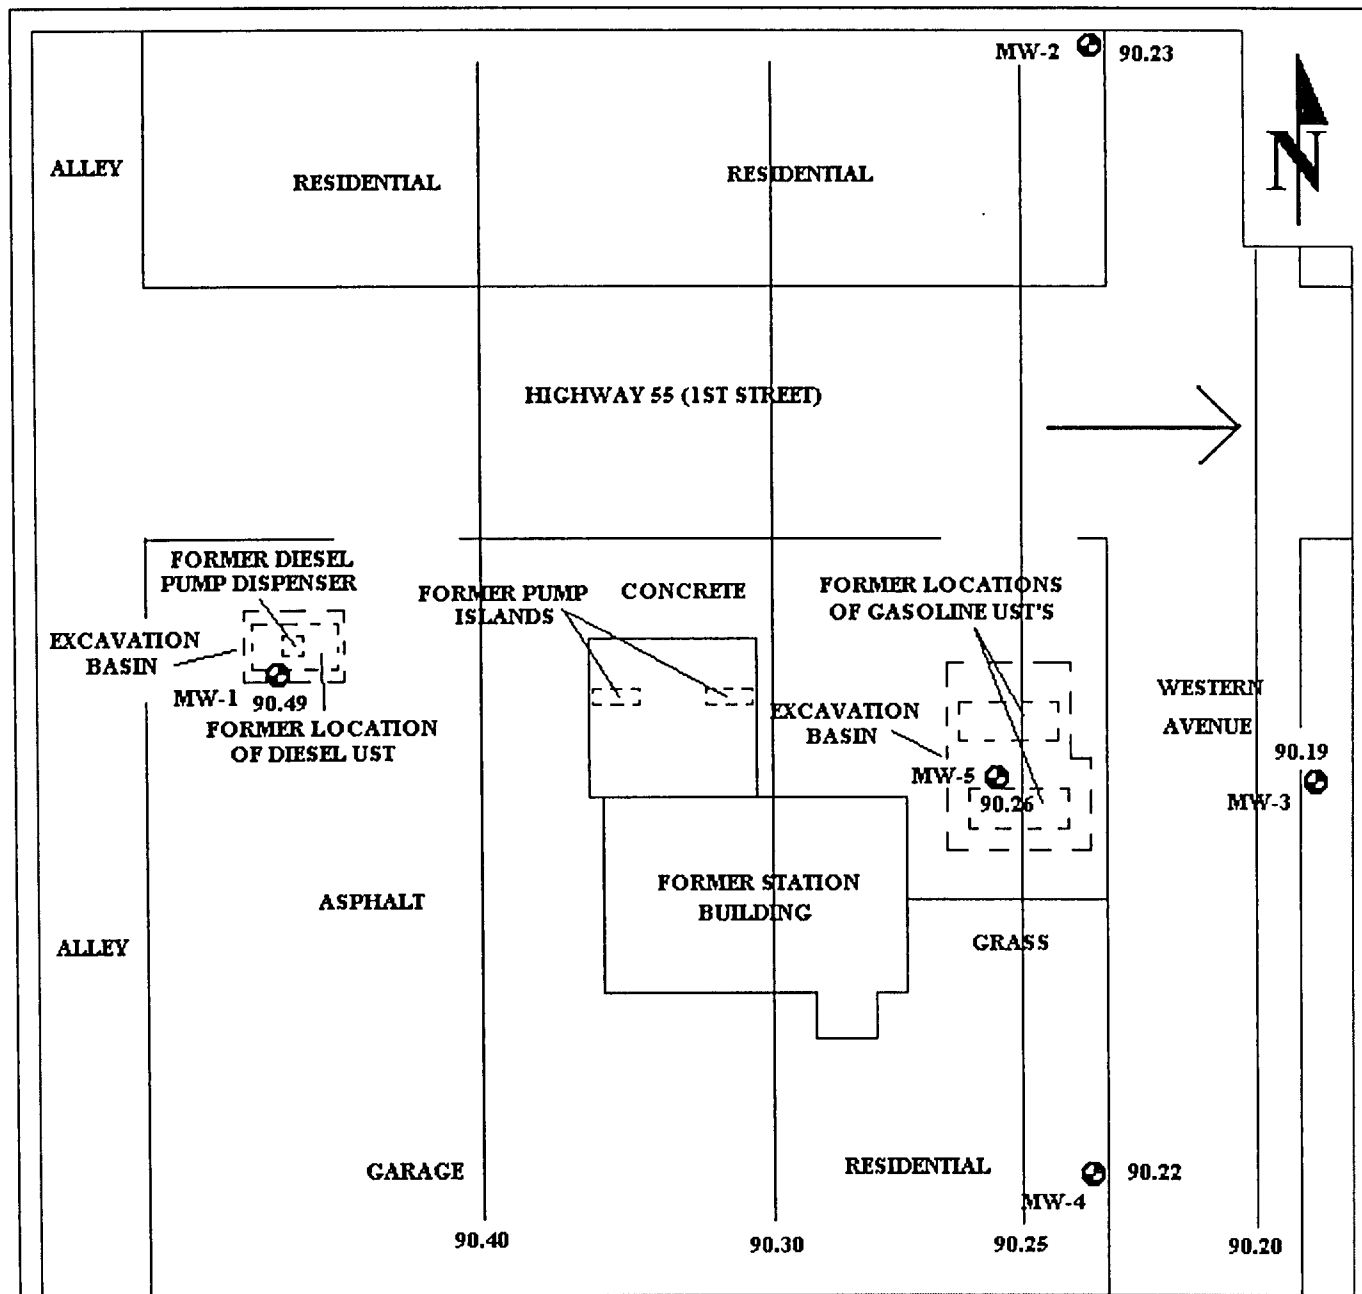 MW-2
90.23
N
ALLEY
RESIDENTIAL
RESIDENTIAL
HIGHWAY 55 (1ST STREET)
FORMER DIESEL
PUMP DISPENSER
FORMER PUMP
ISLANDS
CONCRETE
FORMER LOCATIONS
OF GASOLINE UST'S
EXCAVATION
BASIN
MW-1
90.49
FORMER LOCATION
OF DIESEL UST
EXCAVATION
BASIN
MW-5
90.26
WESTERN
AVENUE
90.19
MW-3
FORMER STATION
BUILDING
ASPHALT
ALLEY
GRASS
GARAGE
RESIDENTIAL
90.22
MW-4
90.40
90.30
90.25
90.20